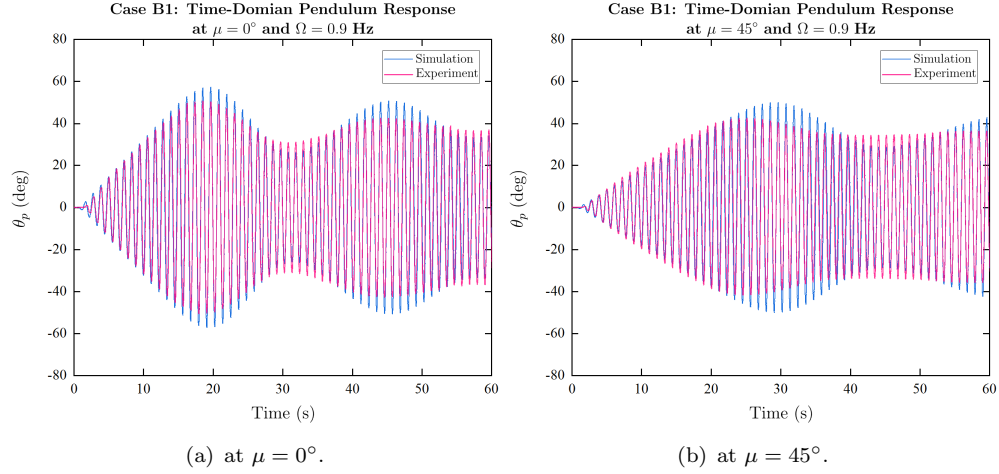 Case B1: Time-Domian Pendulum Response
at μ = 0° and Ω = 0.9 Hz
80
60
40
20
0
-20
-40
-60
-80
θp (deg)
Simulation
Experiment
0 10 20 30 40 50 60
Time (s)
(a) at μ = 0°.
Case B1: Time-Domian Pendulum Response
at μ = 45° and Ω = 0.9 Hz
80
60
40
20
0
-20
-40
-60
-80
θp (deg)
Simulation
Experiment
0 10 20 30 40 50 60
Time (s)
(b) at μ = 45°.